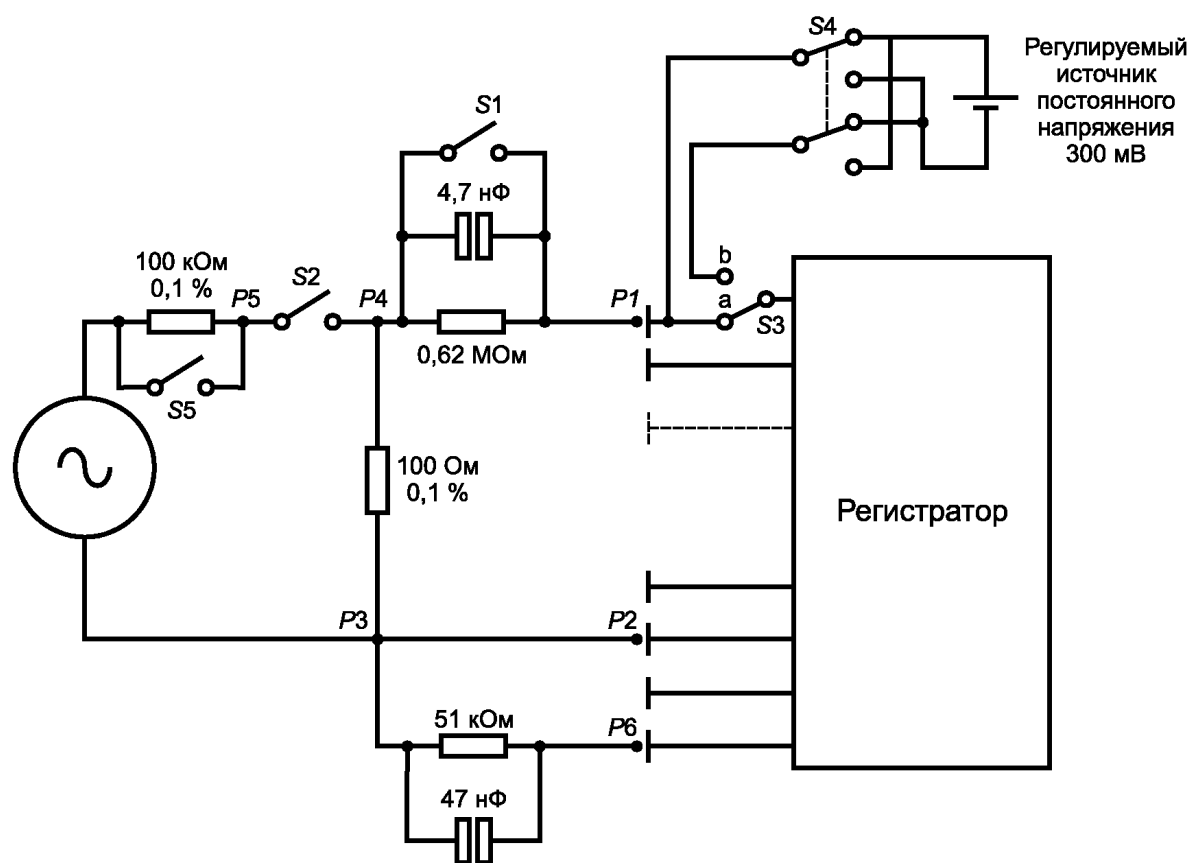 S4
Регулируемый
источник
постоянного
напряжения
300 мВ
S1
4,7 нФ
100 кОм
0,1 %
P5
S2
P4
P1
b
a
S3
0,62 МОм
S5
100 Ом
0,1 %
Регистратор
P3
P2
51 кОм
P6
47 нФ